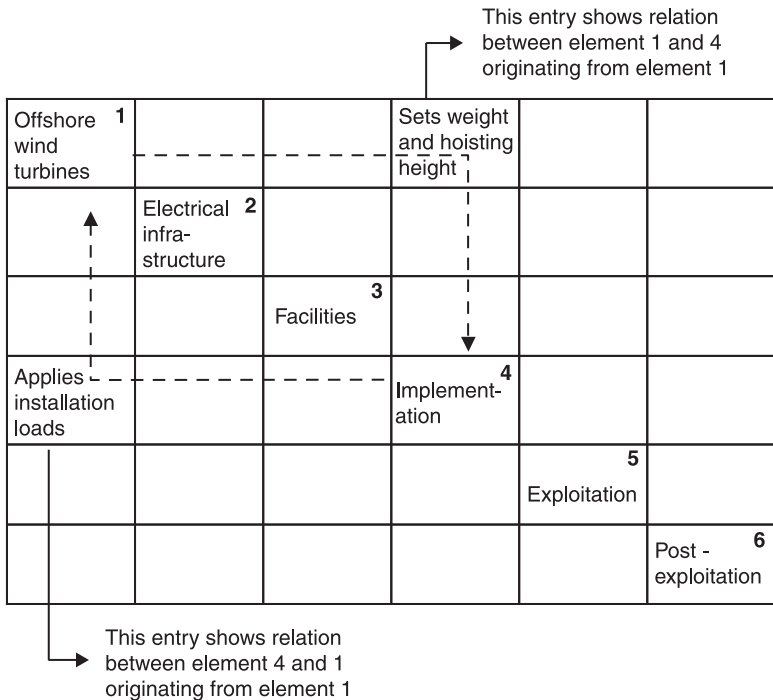 This entry shows relation
between element 1 and 4
originating from element 1
Offshore 1
wind
turbines
Sets weight
and hoisting
height
Electrical 2
infra-
structure
3
Facilities
Applies
installation
loads
4
Implement-
ation
5
Exploitation
6
Post -
exploitation
This entry shows relation
between element 4 and 1
originating from element 1